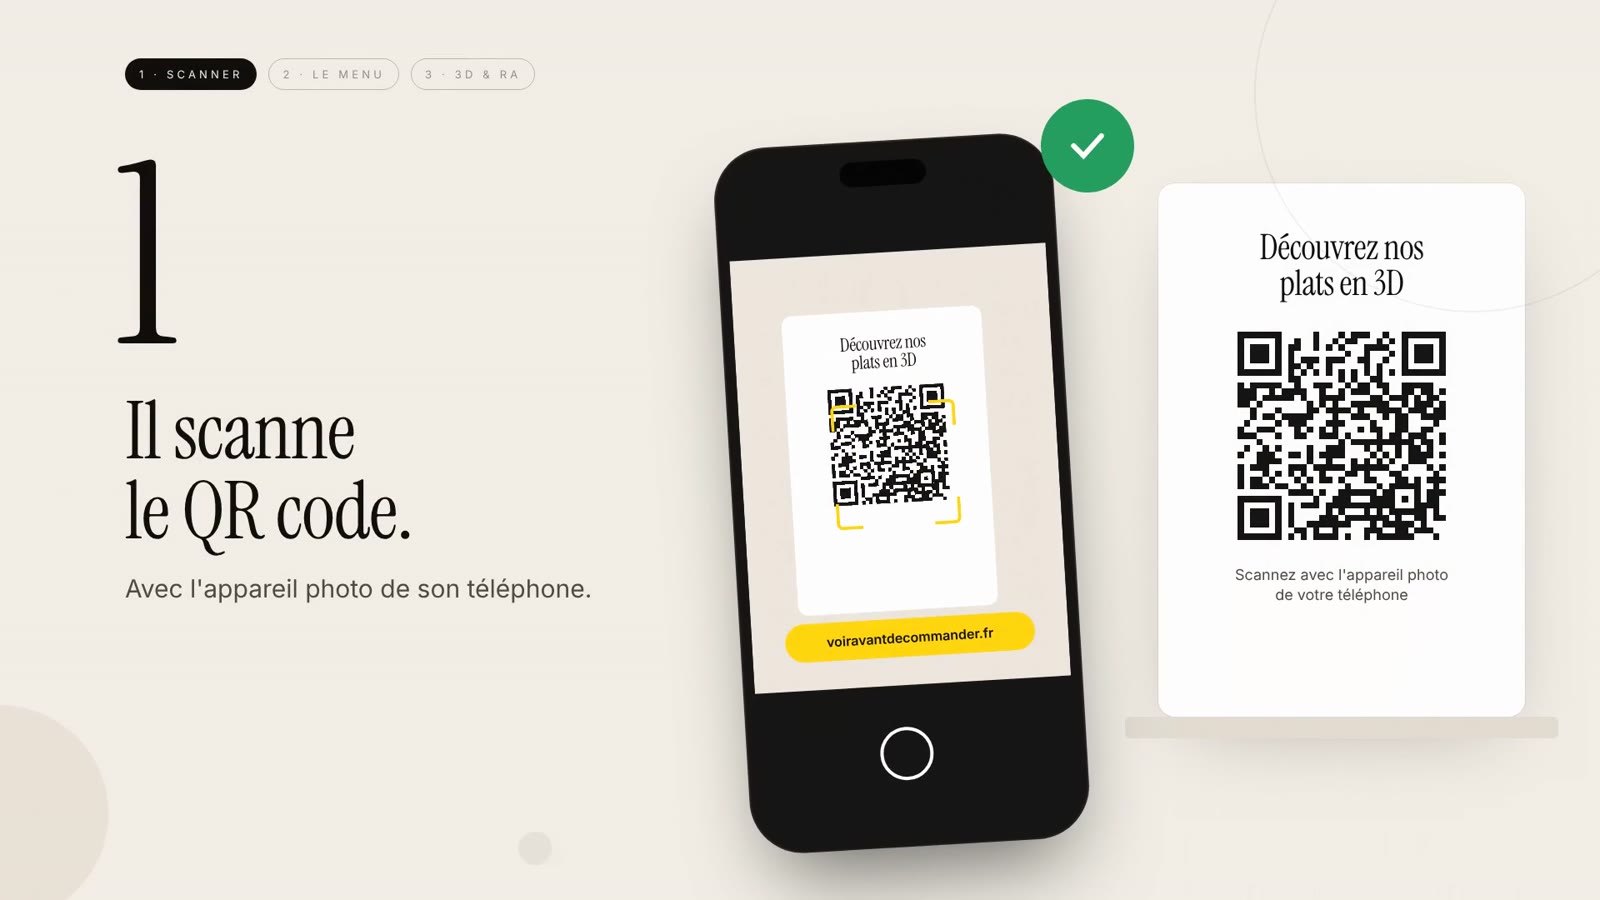 1 · SCANNER
2 · LE MENU
3 · 3D & RA
1
Il scanne
le QR code.
Avec l'appareil photo de son téléphone.
Découvrez nos
plats en 3D
voiravantdecommander.fr
Découvrez nos
plats en 3D
Scannez avec l'appareil photo
de votre téléphone